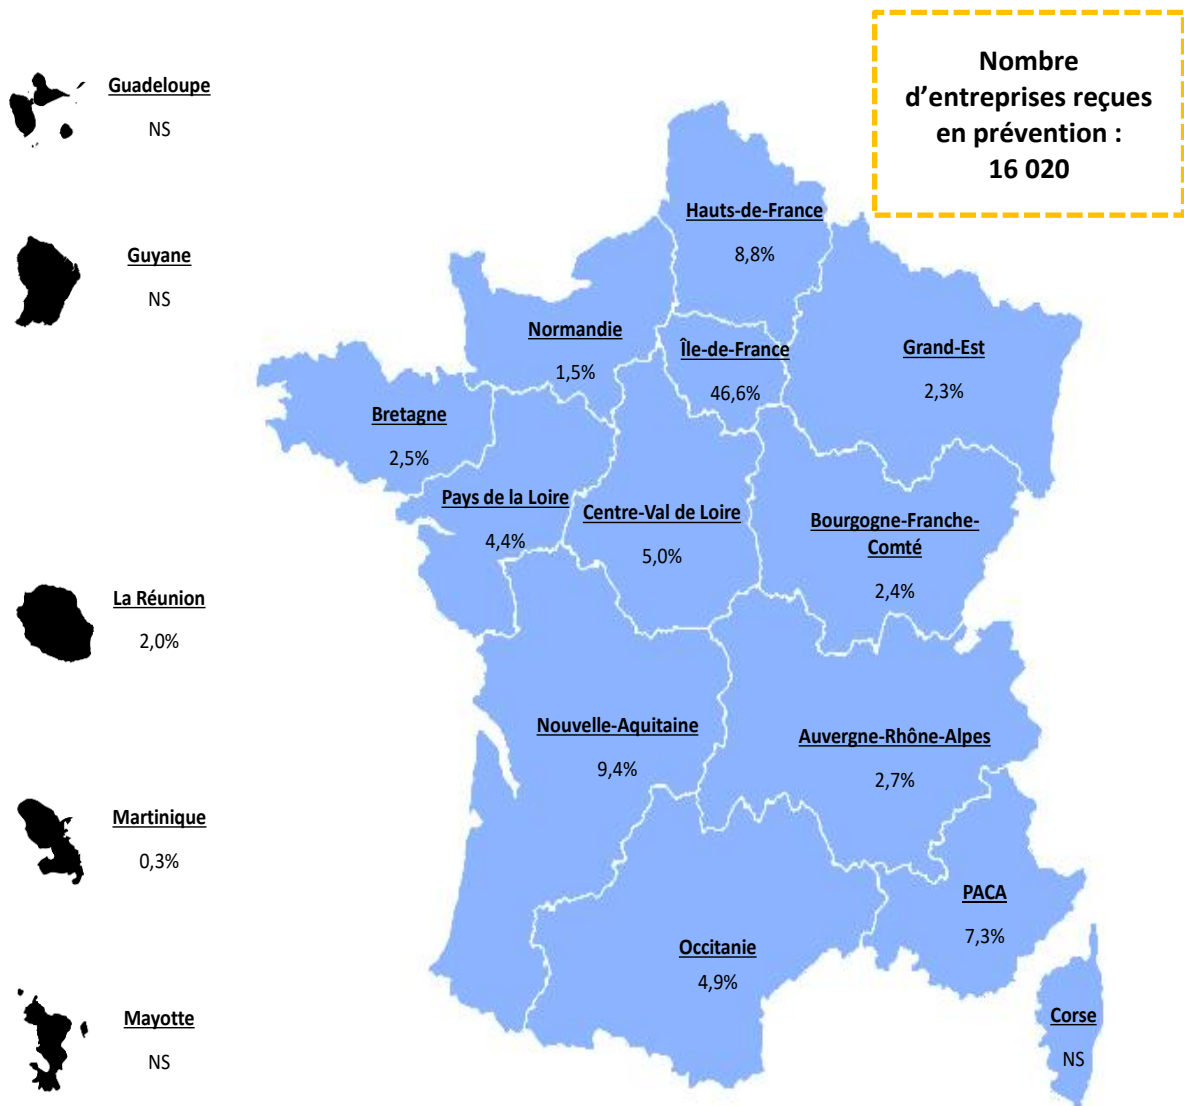 Nombre
d'entreprises reçues
en prévention :
16 020
Guadeloupe
NS
Guyane
NS
La Réunion
2,0%
Martinique
0,3%
Mayotte
NS
Hauts-de-France
8,8%
Normandie
1,5%
Île-de-France
46,6%
Grand-Est
2,3%
Bretagne
2,5%
Pays de la Loire
4,4%
Centre-Val de Loire
5,0%
Bourgogne-Franche-
Comté
2,4%
Nouvelle-Aquitaine
9,4%
Auvergne-Rhône-Alpes
2,7%
PACA
7,3%
Occitanie
4,9%
Corse
NS